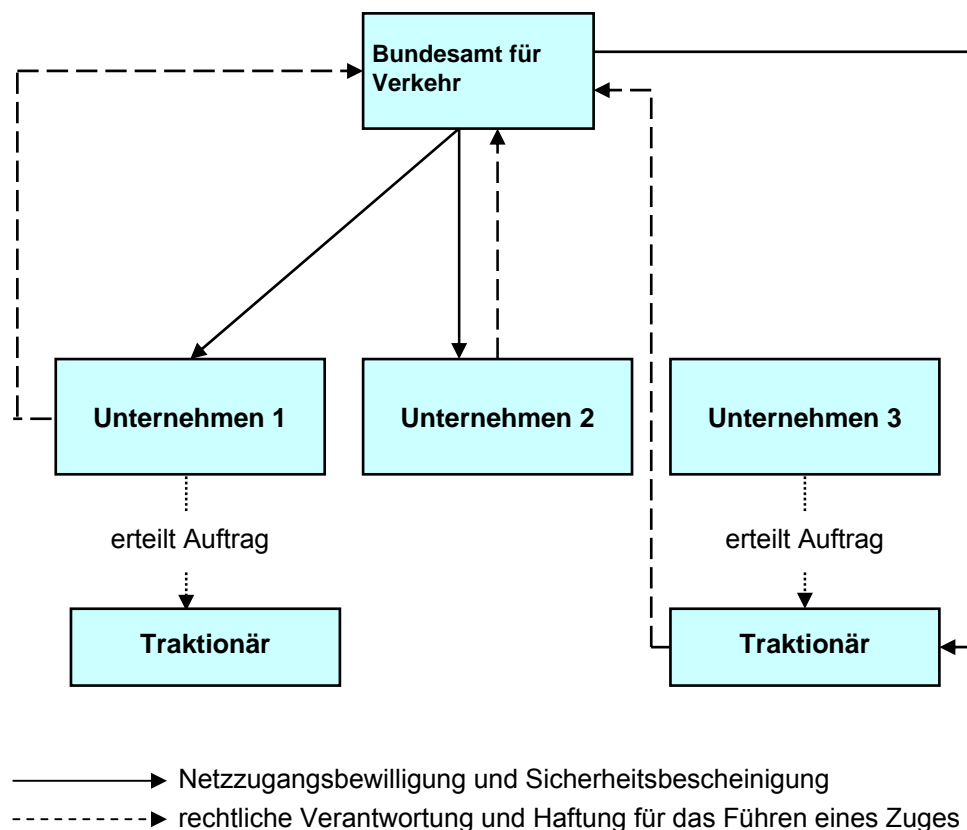 Bundesamt für
Verkehr
Unternehmen 1
Unternehmen 2
Unternehmen 3
erteilt Auftrag
erteilt Auftrag
Traktionär
Traktionär
Netzzugangsbewilligung und Sicherheitsbescheinigung
rechtliche Verantwortung und Haftung für das Führen eines Zuges